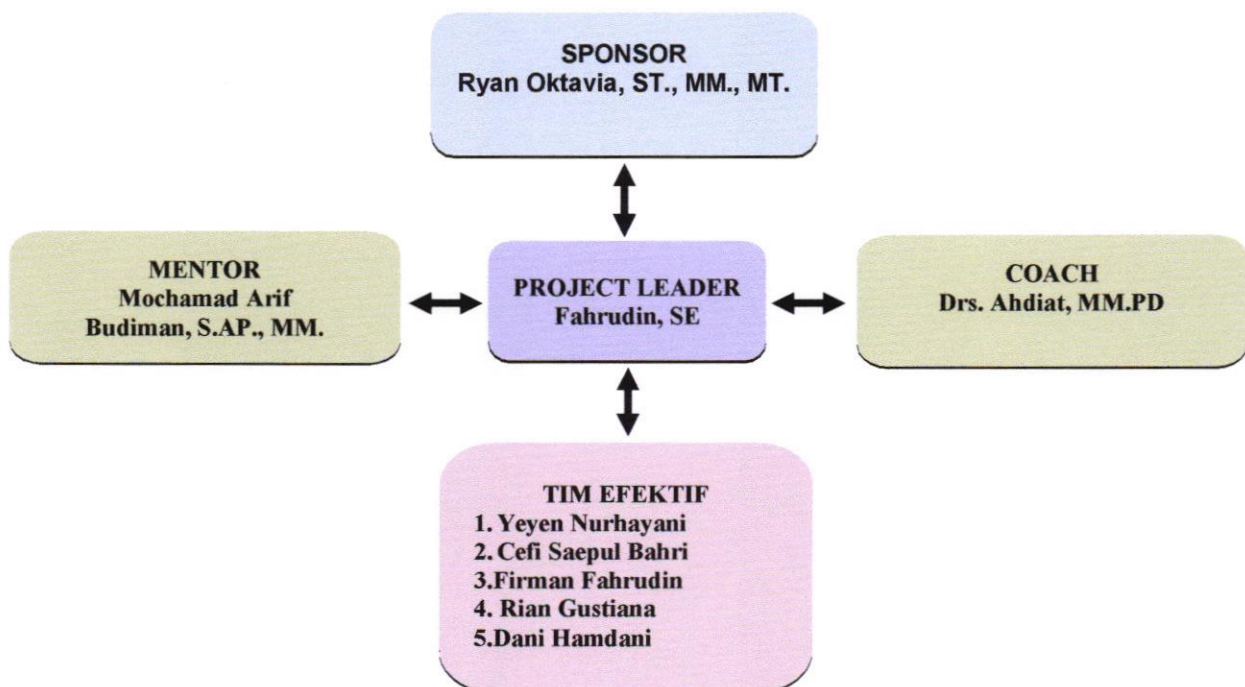 SPONSOR
Ryan Oktavia, ST., MM., MT.
MENTOR
Mochamad Arif
Budiman, S.AP., MM.
PROJECT LEADER
Fahrudin, SE
COACH
Drs. Ahdiat, MM.PD
TIM EFEKTIF
1. Yeyen Nurhayani
2. Cefi Saepul Bahri
3.Firman Fahrudin
4. Rian Gustiana
5.Dani Hamdani